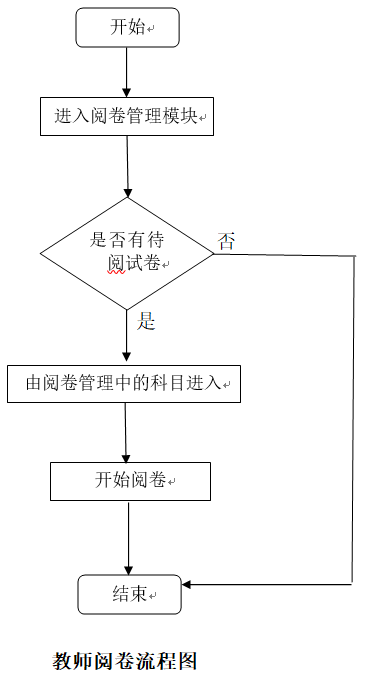 开始
进入阅卷管理模块
是否有待
阅试卷
否
是
由阅卷管理中的科目进入
开始阅卷
结束
教师阅卷流程图